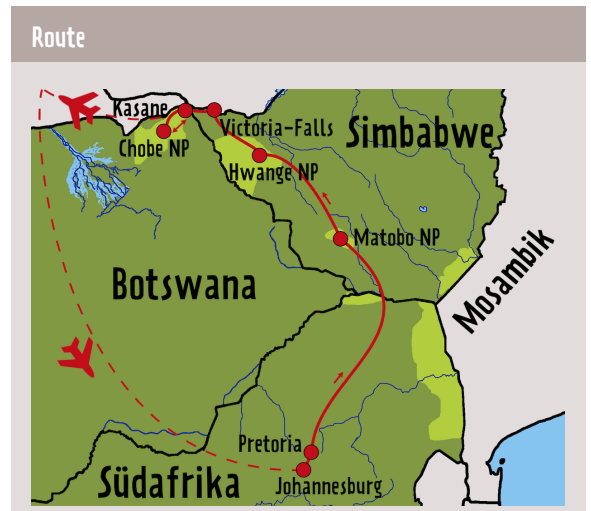 Route
Kasane
Victoria-Falls
Simbabwe
Chobe NP
Hwange NP
Matobo NP
Botswana
Mosambik
Pretoria
Südafrika
Johannesburg